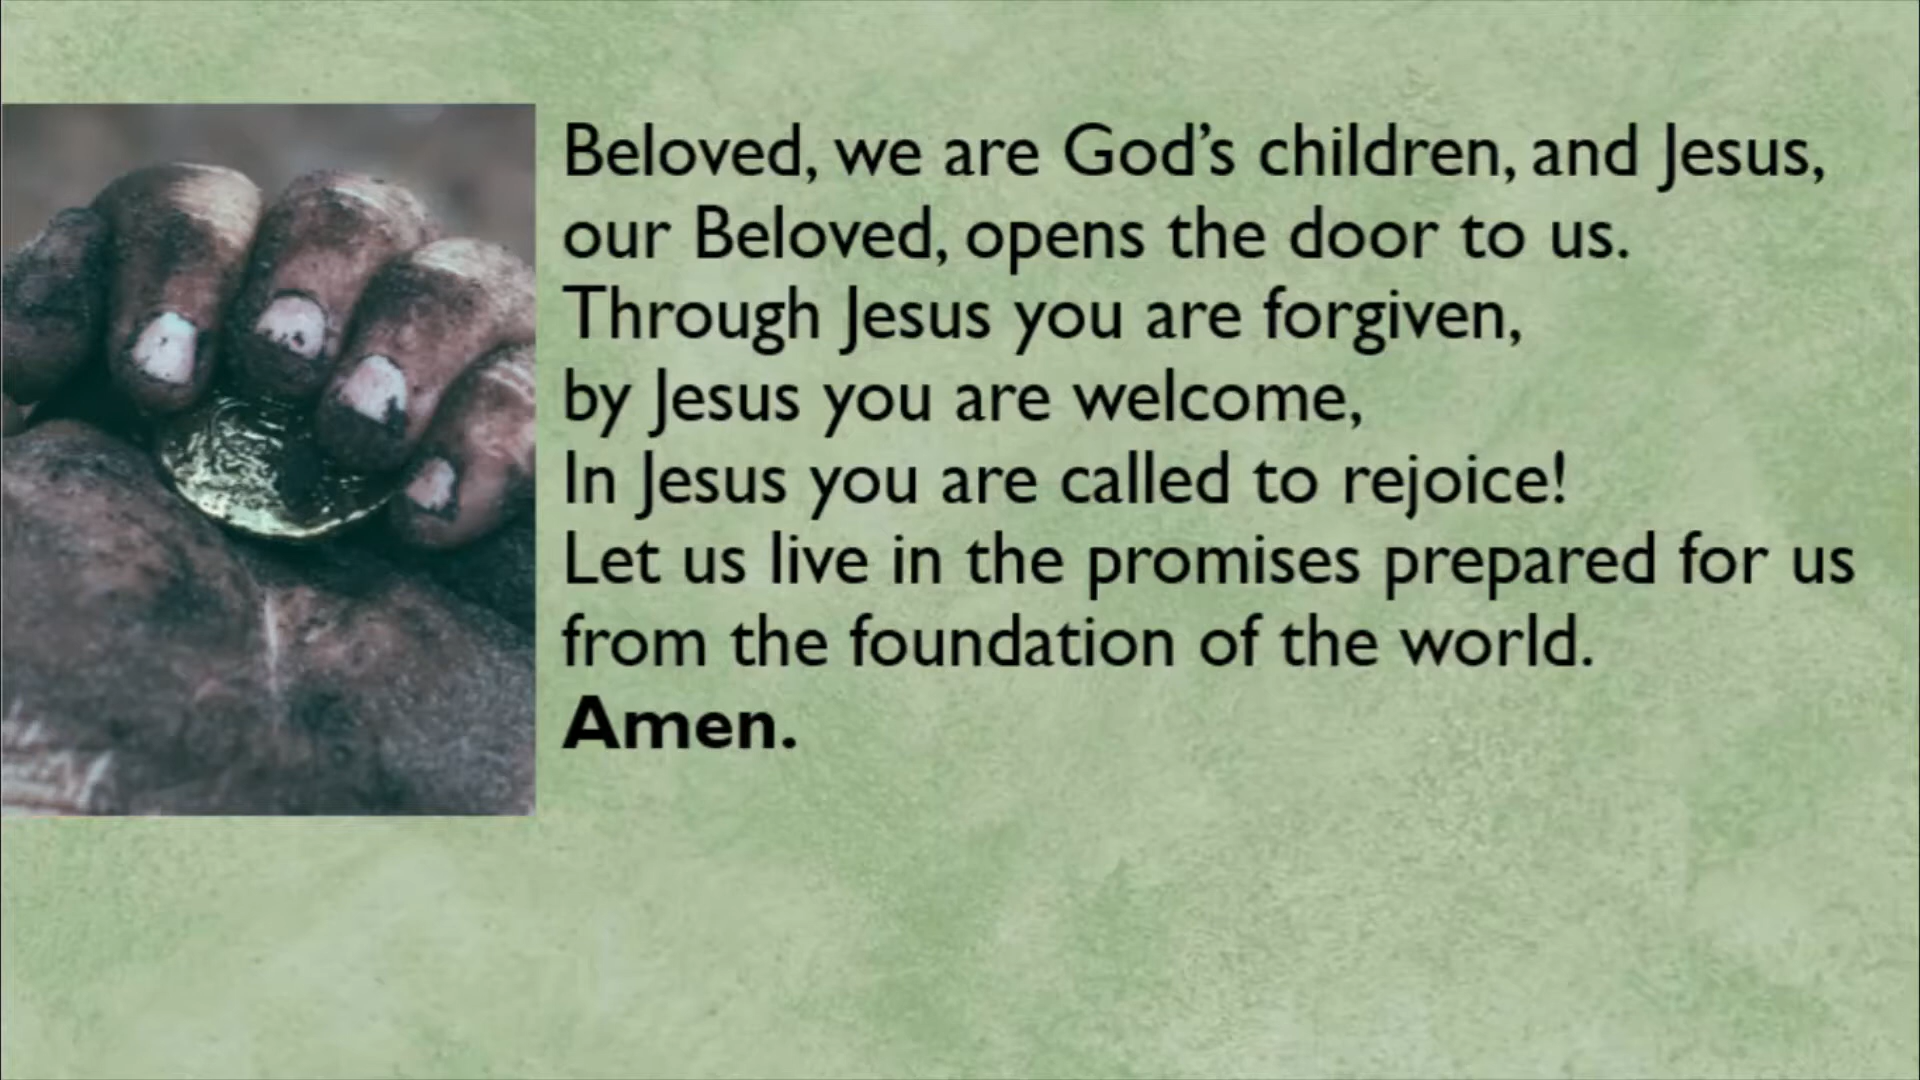 Beloved, we are God’s children, and Jesus,
our Beloved, opens the door to us.
Through Jesus you are forgiven,
by Jesus you are welcome,
In Jesus you are called to rejoice!
Let us live in the promises prepared for us
from the foundation of the world.
Amen.